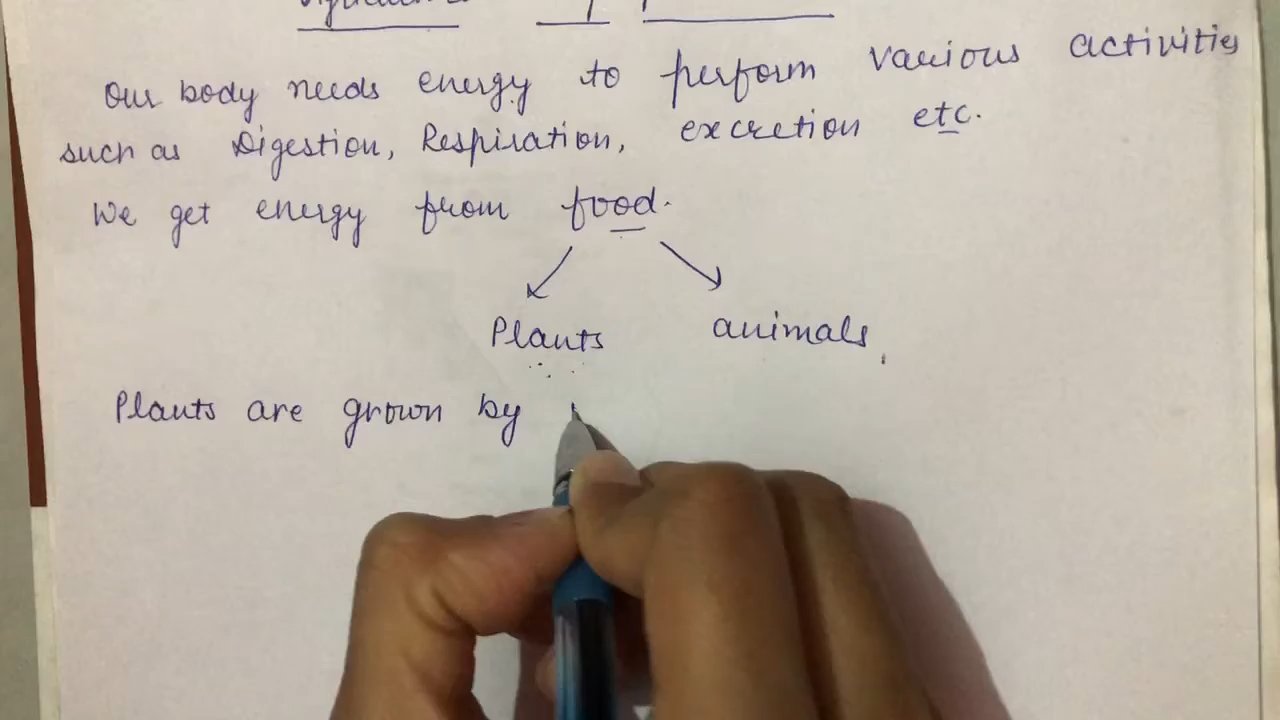 Our body needs energy to perform various activities
such as Digestion, Respiration, excretion etc.
We get energy from food.
Plants animals,
Plants are grown by